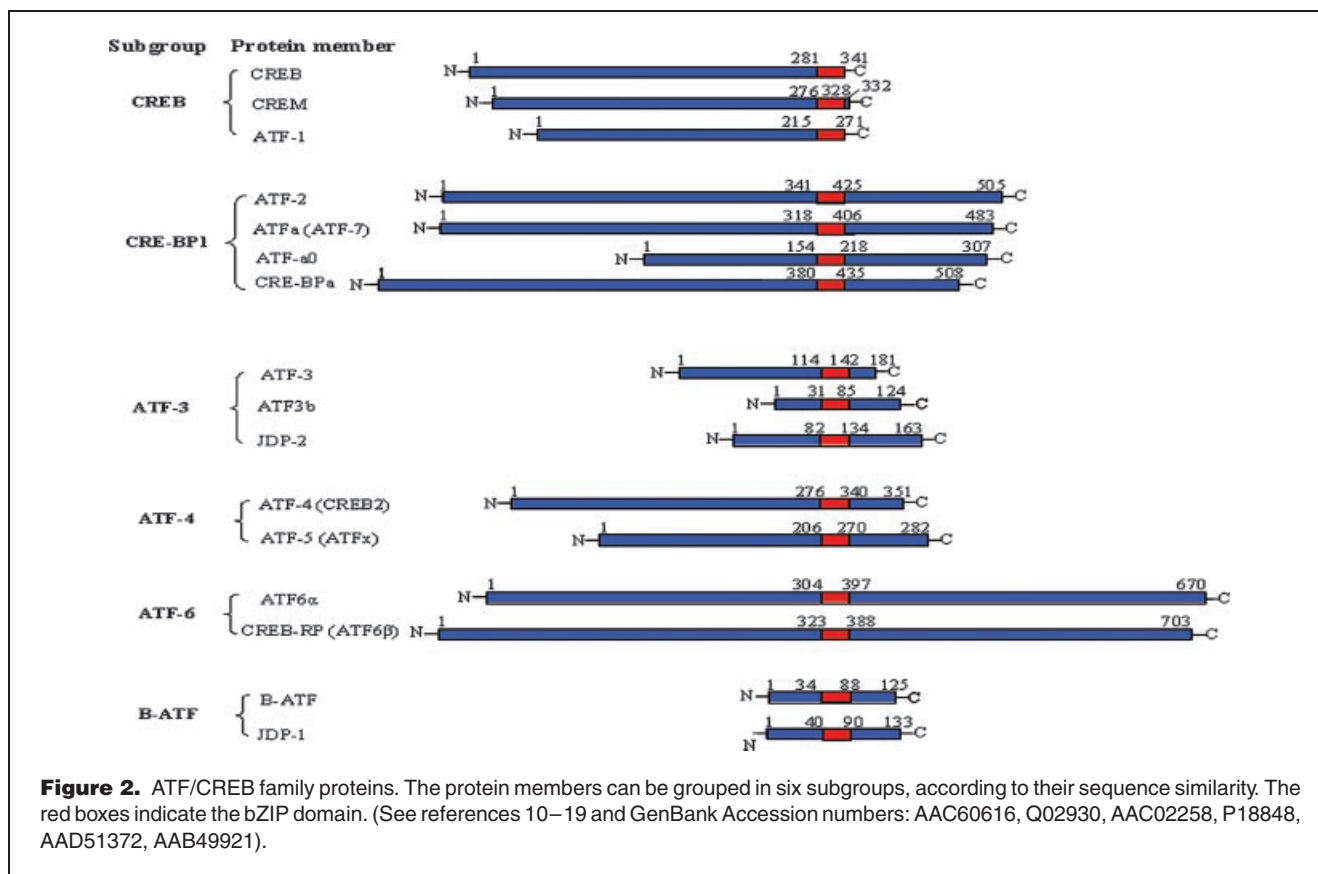 Subgroup Protein member
CREB
CREB
N 1 281 341 C
CREM
N 1 276 328 332 C
ATF-1
N 1 215 271 C
CRE-BP1
ATF-2
N 1 341 425 505 C
ATFa (ATF-7)
N 1 318 406 483 C
ATF-a0
N 1 154 218 307 C
CRE-BPa
N 1 380 435 508 C
ATF-3
ATF-3
N 1 114 142 181 C
ATF3b
N 1 31 85 124 C
JDP-2
N 1 82 134 163 C
ATF-4
ATF-4 (CREB2)
N 1 276 340 351 C
ATF-5 (ATFx)
N 1 206 270 282 C
ATF-6
ATF6α
N 1 304 397 670 C
CREB-RP (ATF6β)
N 1 323 388 703 C
B-ATF
B-ATF
N 1 34 88 125 C
JDP-1
N 1 40 90 133 C
Figure 2. ATF/CREB family proteins. The protein members can be grouped in six subgroups, according to their sequence similarity. The
red boxes indicate the bZIP domain. (See references 10–19 and GenBank Accession numbers: AAC60616, Q02930, AAC02258, P18848,
AAD51372, AAB49921).